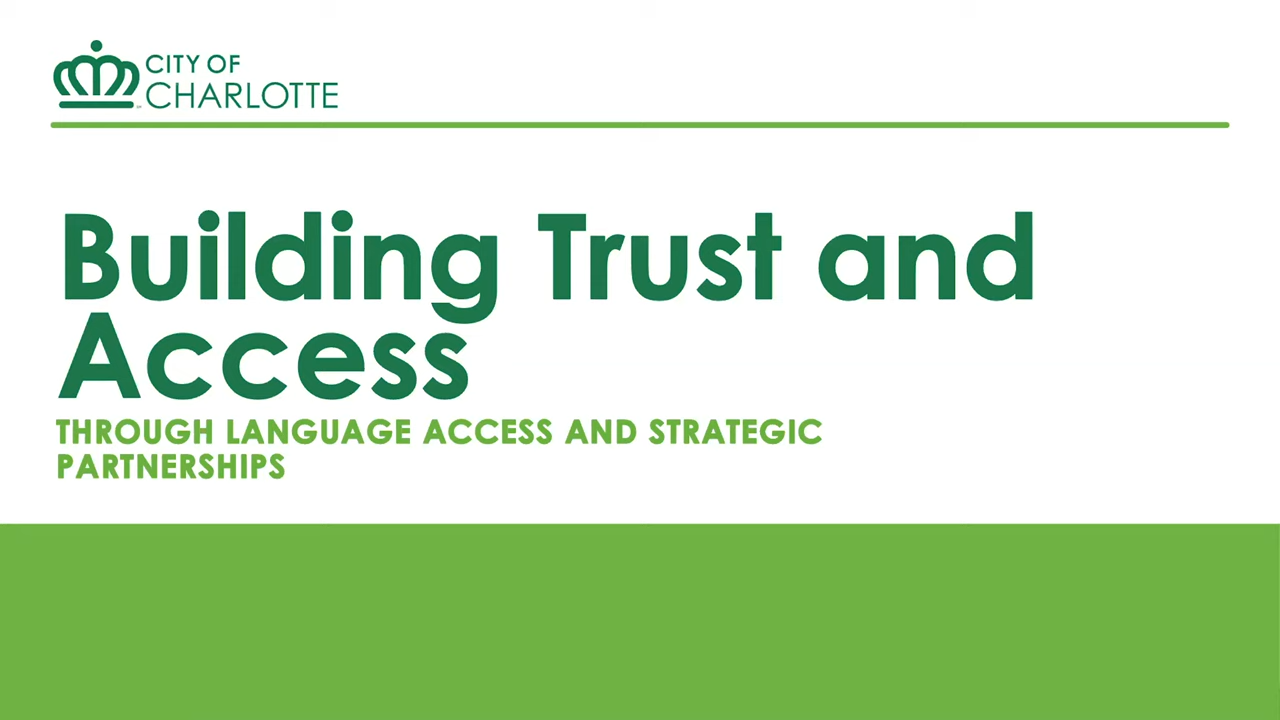 CITY OF
CHARLOTTE
Building Trust and
Access
THROUGH LANGUAGE ACCESS AND STRATEGIC
PARTNERSHIPS